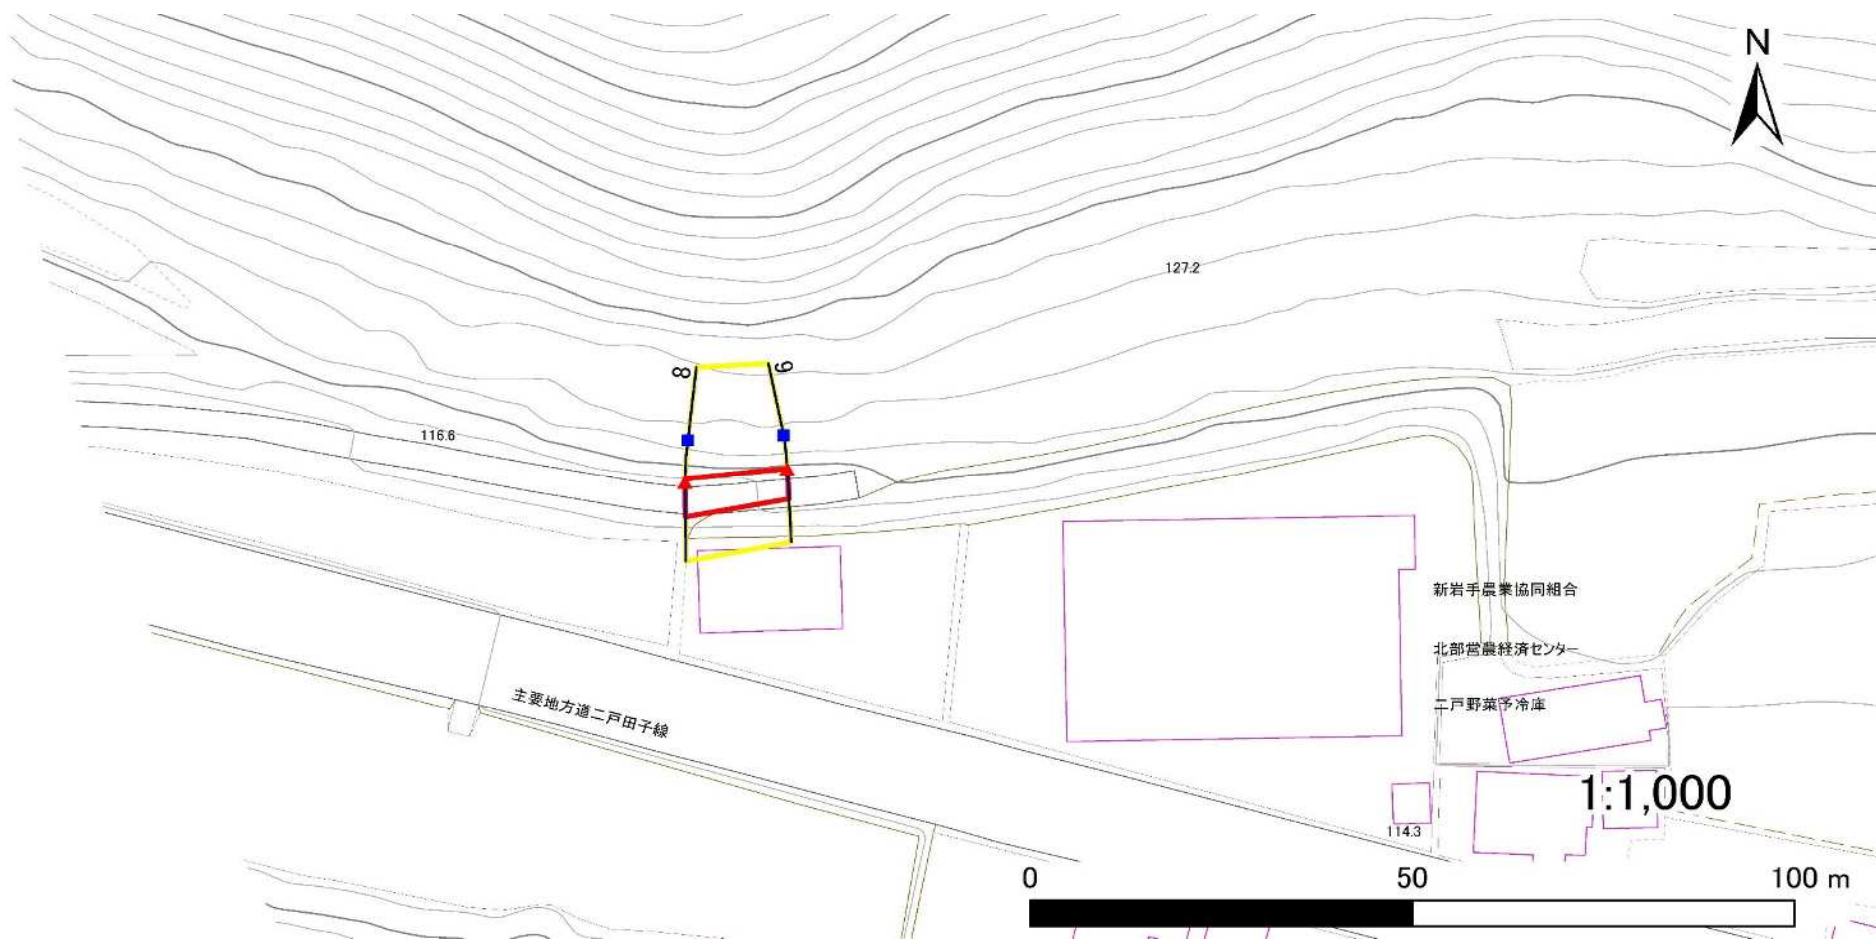 N
127.2
8
9
116.6
新岩手農業協同組合
北部営農経済センター
二戸野菜予冷庫
主要地方道二戸田子線
1:1,000
114.3
0 50 100 m